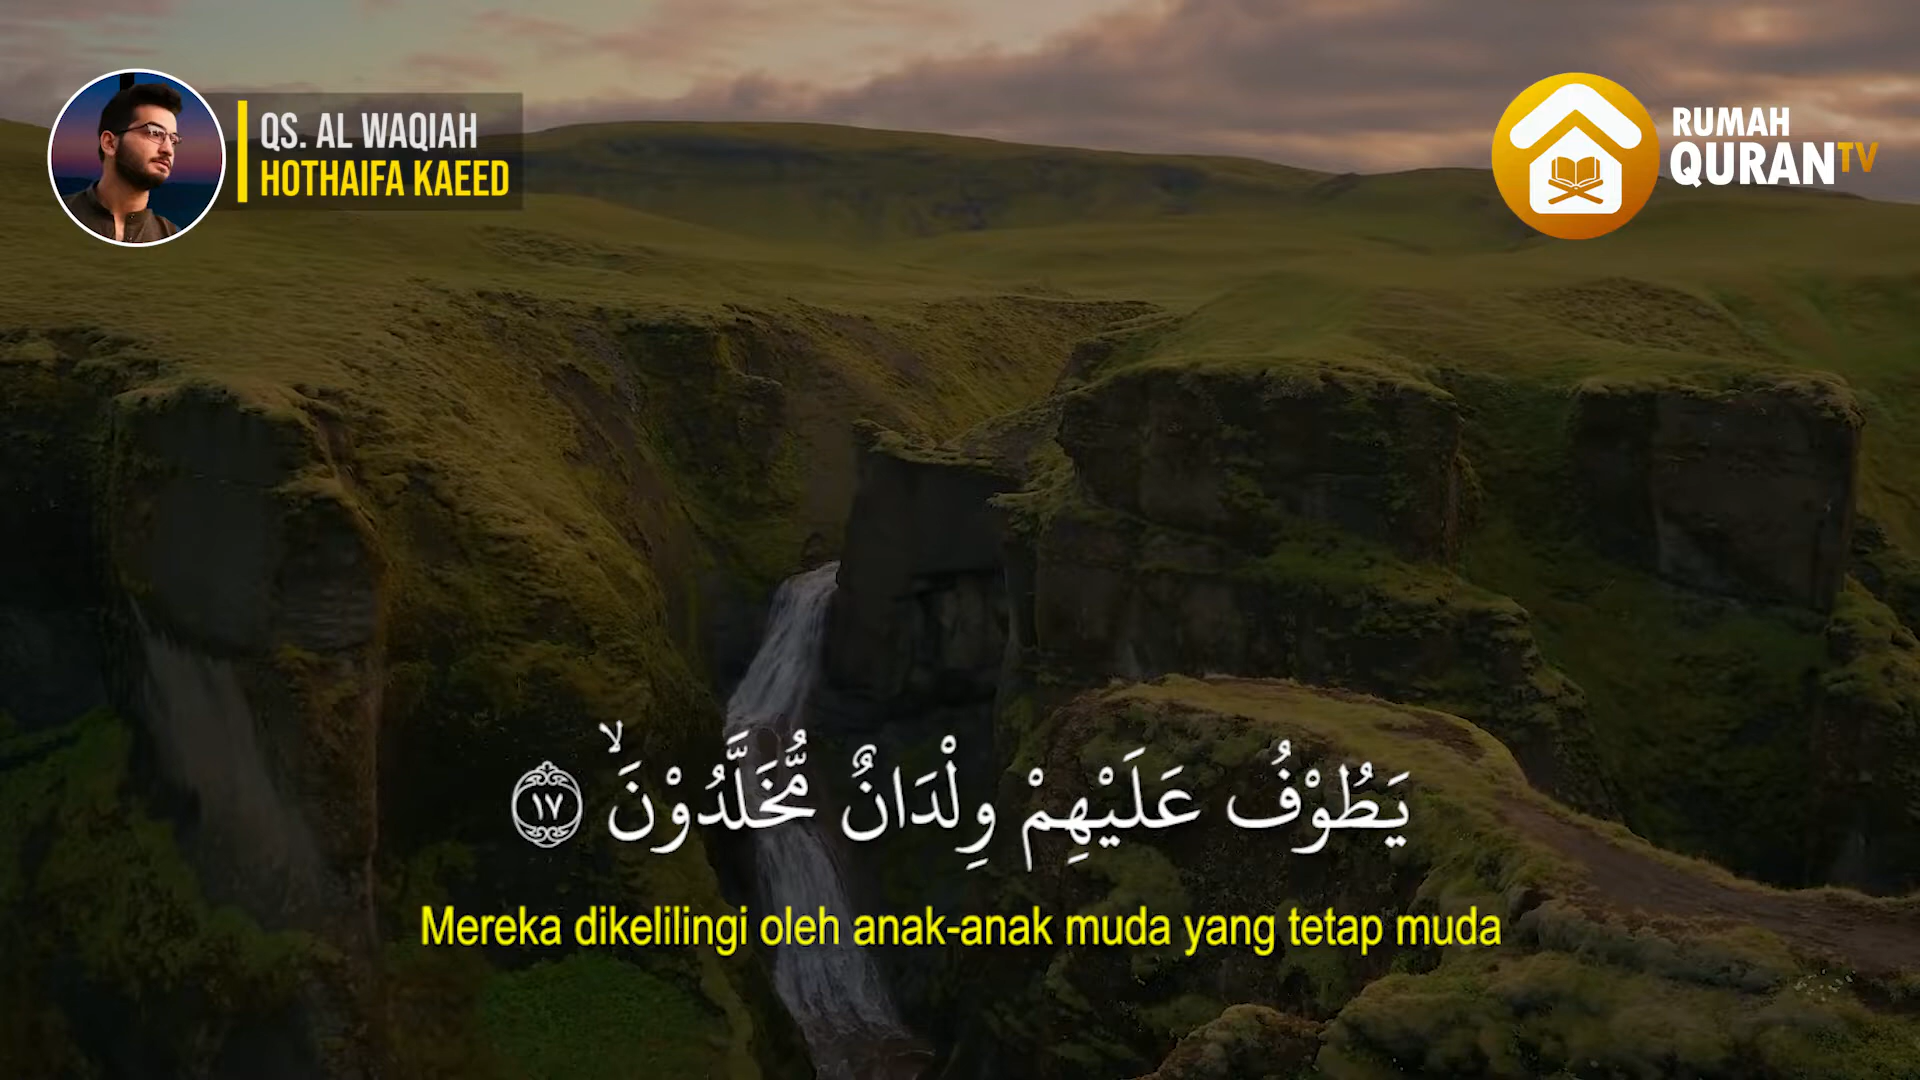 QS. AL WAQIAH
HOTHAIFA KAEED
RUMAH
QURANTV
يَطُوْفُ عَلَيْهِمْ وِلْدَانٌ مُّخَلَّدُوْنَۙ ١٧
Mereka dikelilingi oleh anak-anak muda yang tetap muda